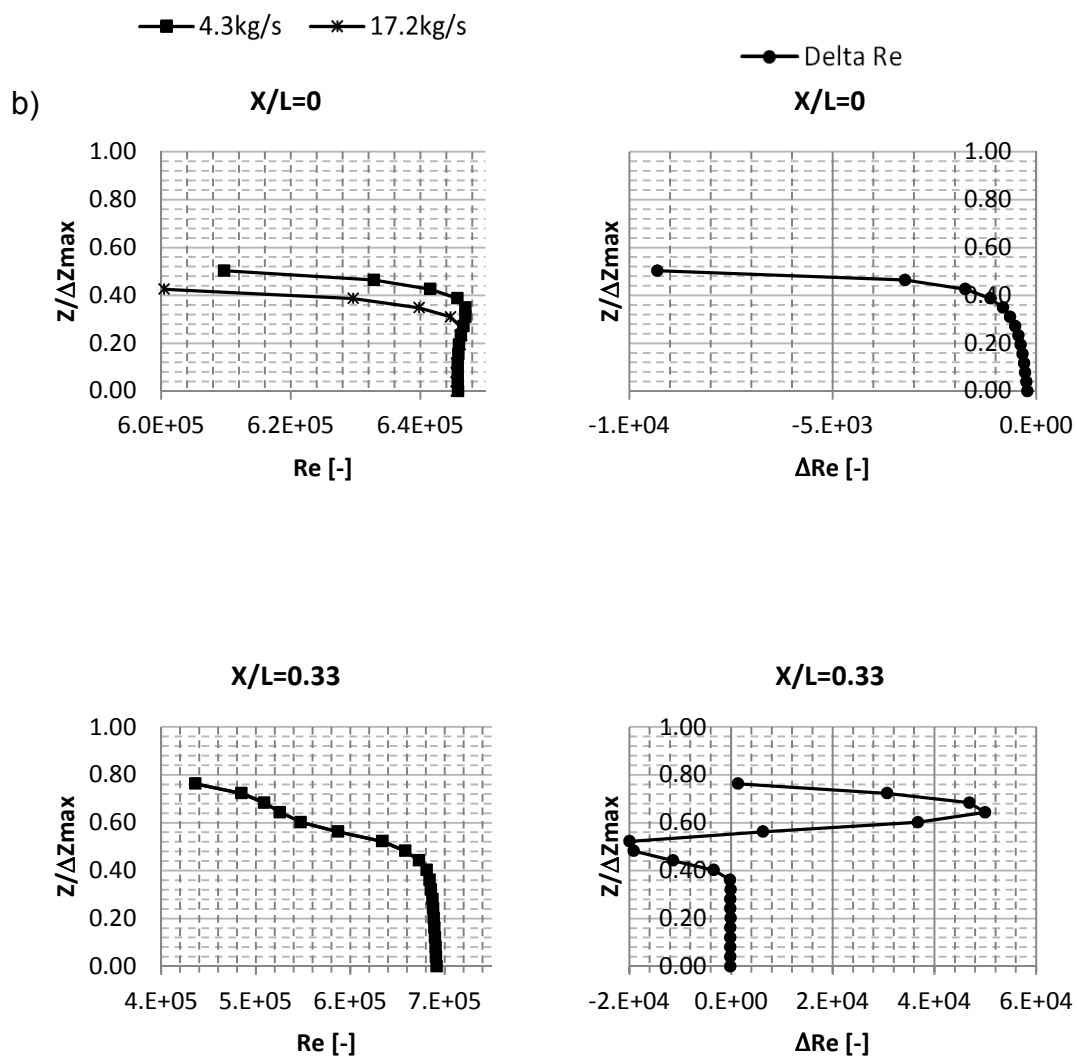 4.3kg/s 17.2kg/s
Delta Re
b)
X/L=0
1.00
0.80
0.60
0.40
0.20
0.00
6.0E+05 6.2E+05 6.4E+05
Z/ΔZmax
Re [-]
X/L=0
1.00
0.80
0.60
0.40
0.20
0.00
-1.E+04 -5.E+03 0.E+00
Z/ΔZmax
ΔRe [-]
X/L=0.33
1.00
0.80
0.60
0.40
0.20
0.00
4.E+05 5.E+05 6.E+05 7.E+05
Z/ΔZmax
Re [-]
X/L=0.33
1.00
0.80
0.60
0.40
0.20
0.00
-2.E+04 0.E+00 2.E+04 4.E+04 6.E+04
Z/ΔZmax
ΔRe [-]